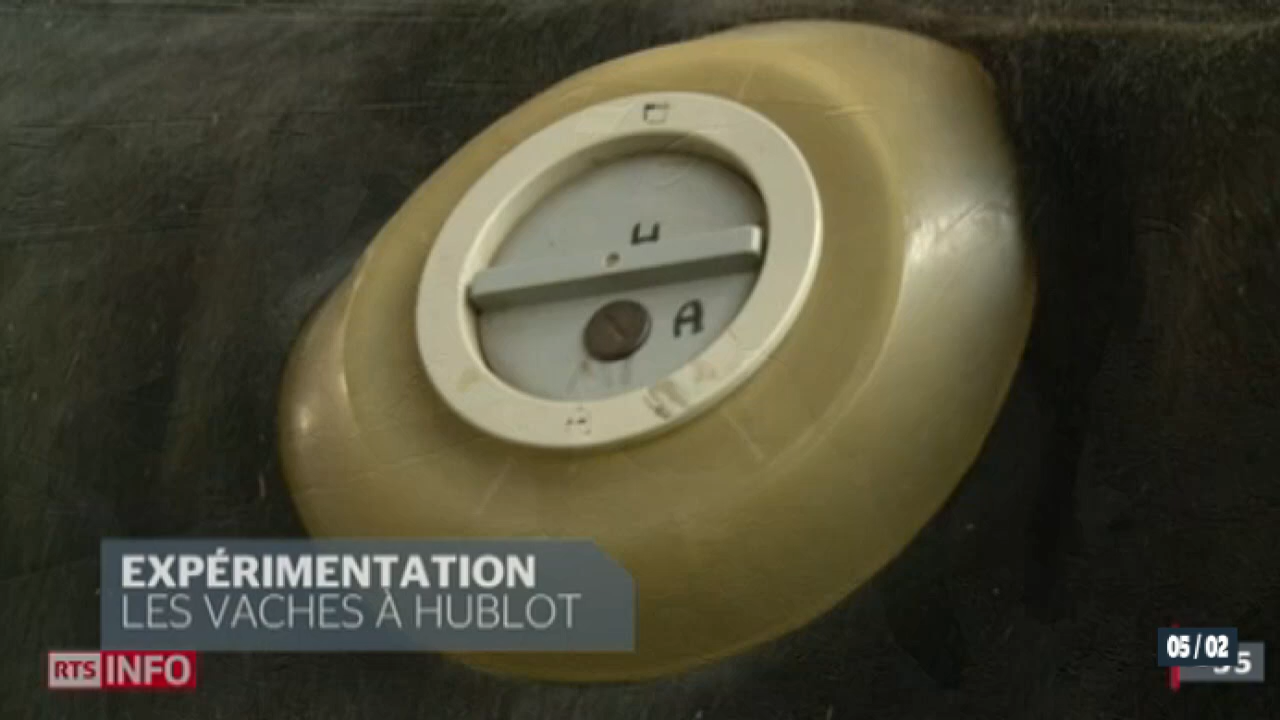 A
EXPÉRIMENTATION
LES VACHES À HUBLOT
RTS INFO
05/02